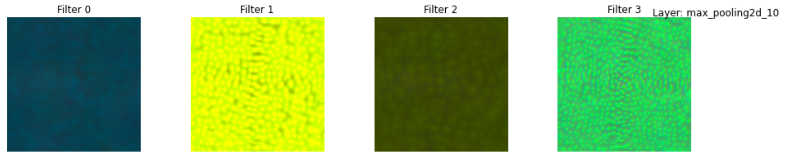 Filter 0
Filter 1
Filter 2
Filter 3
Layer: max_pooling2d_10